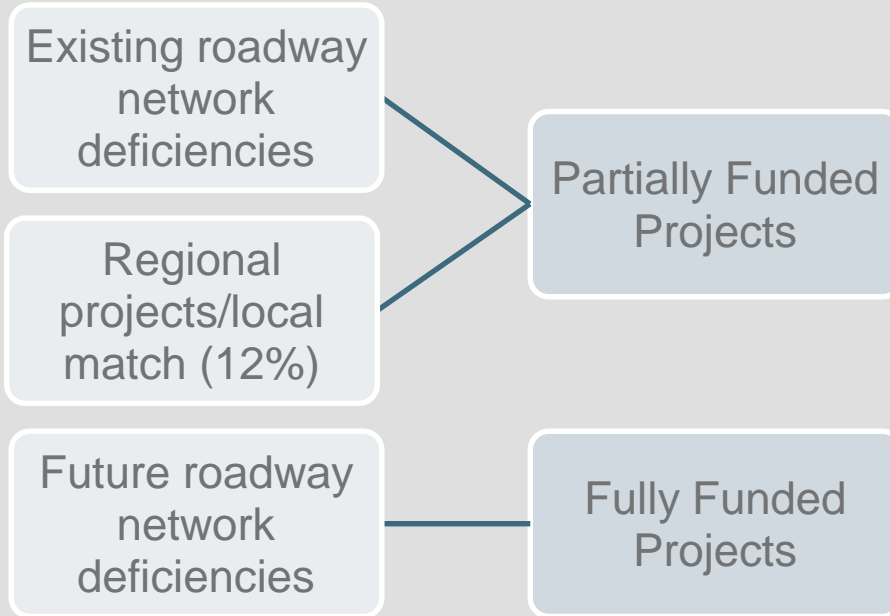 Existing roadway
network
deficiencies
Partially Funded
Projects
Regional
projects/local
match (12%)
Future roadway
network
deficiencies
Fully Funded
Projects